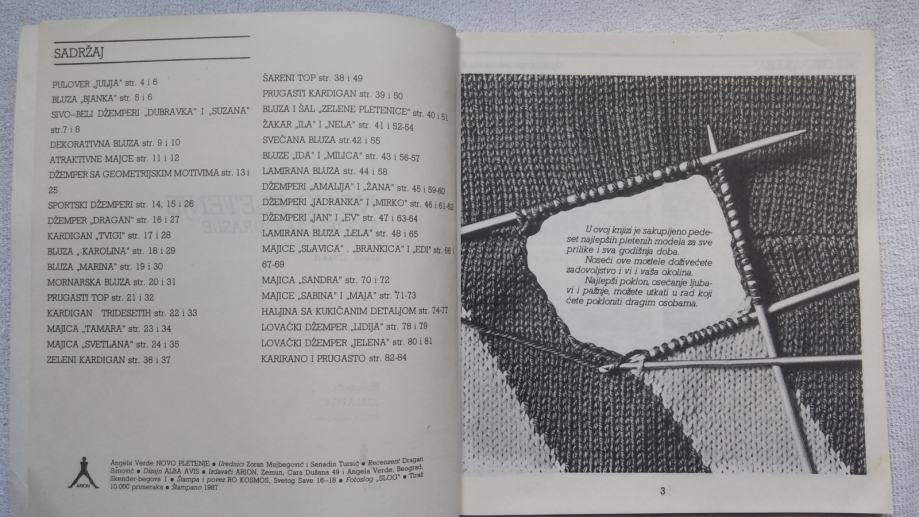 SADRŽAJ
PULOVER „JULIJA" str. 4 i 6
BLUZA „BJANKA" str. 5 i 6
SIVO-BELI DŽEMPERI „DUBRAVKA" I „SUZANA"
str.7 i 8
DEKORATIVNA BLUZA str. 9 i 10
ATRAKTIVNE MAJCE str. 11 i 12
DŽEMPER SA GEOMETRIJSKIM MOTIVIMA str. 13 i
25
SPORTSKI DŽEMPERI str. 14, 15 i 26
DŽEMPER „DRAGAN" str. 16 i 27
KARDIGAN „TVIGI" str. 17 i 28
BLUZA „ KAROLINA" str. 18 i 29
BLUZA „MARINA" str. 19 i 30
MORNARSKA BLUZA str. 20 i 31
PRUGASTI TOP str. 21 i 32
KARDIGAN TRIDESETIH str. 22 i 33
MAJICA „TAMARA" str. 23 i 34
MAJICA „SVETLANA" str. 24 i 35
ZELENI KARDIGAN str. 36 i 37
ŠARENI TOP str. 38 i 49
PRUGASTI KARDIGAN str. 39 i 50
BLUZA I ŠAL „ZELENE PLETENICE" str. 40 i 51
ŽAKAR „ILA" I „NELA" str. 41 i 52-54
SVEČANA BLUZA str.42 i 55
BLUZE „IDA" I „MILICA" str. 43 i 56-57
LAMIRANA BLUZA str. 44 i 58
DŽEMPERI „AMALIJA" I „ŽANA" str. 45 i 59-60
DŽEMPERI „JADRANKA" I „MIRKO" str. 46 i 61-62
DŽEMPERI „JAN" I „EV" str. 47 i 63-64
LAMIRANA BLUZA „LELA" str. 48 i 65
MAJICE „SLAVICA" , „BRANKICA" I „EDI" str. 66 i
67-69
MAJICA „SANDRA" str. 70 i 72
MAJICE „SABINA" I „MAJA" str. 71-73
HALJINA SA KUKIČANIM DETALJOM str. 74-77
LOVAČKI DŽEMPER „LIDIJA" str. 78 i 79
LOVAČKI DŽEMPER „JELENA" str. 80 i 81
KARIRANO I PRUGASTO str. 82-84
ARION
Angela Verde NOVO PLETENJE ● Urednici Zoran Mujbegović i Senadin Tursić ● Recenzent Dragan
Simović ● Dizajn ALBA AVIS ● Izdavači ARION, Zemun, Cara Dušana 49 i Angela Verde, Beograd,
Skender-begova 1 ● Štampa i povez RO KOSMOS, Svetog Save 16-18 ● Fotoslog „SLOG" ● Tiraž
10 000 primeraka ● Štampano 1987
U ovoj knjizi je sakupljeno pede-
set najlepših pletenih modela za sve
prilike i sva godišnja doba.
Noseći ove modele doživećete
zadovoljstvo i vi i vaša okolina.
Najlepši poklon, osećanje ljuba-
vi i pažnje, možete utkati u rad koji
ćete pokloniti dragim osobama.
3